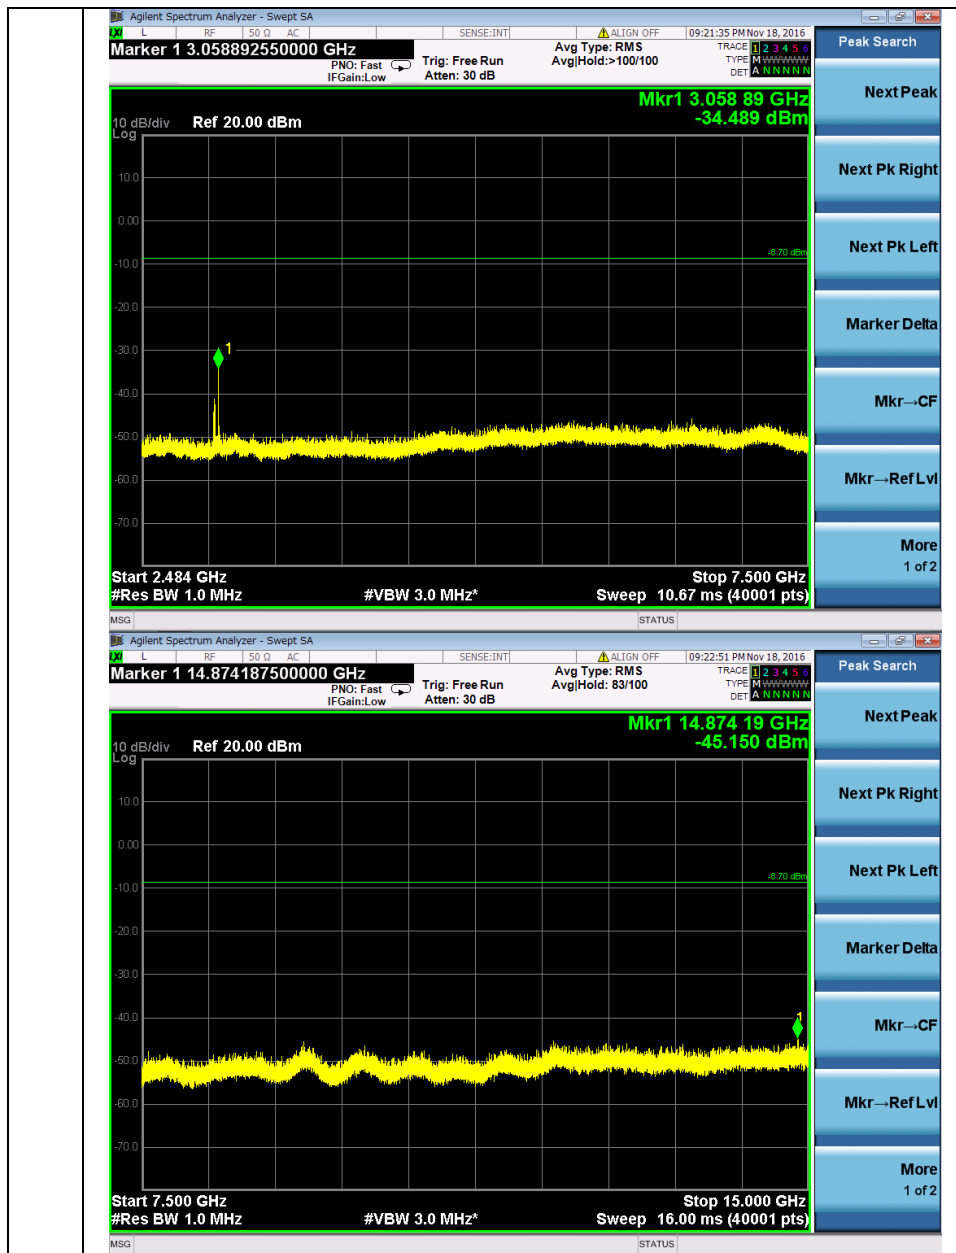 Agilent Spectrum Analyzer - Swept SA
LXI L RF 50 Ω AC SENSE:INT ALIGN OFF 09:21:35 PM Nov 18, 2016
Marker 1 3.058892550000 GHz
PNO: Fast
IFGain:Low
Trig: Free Run
Atten: 30 dB
Avg Type: RMS
Avg|Hold:>100/100
TRACE 1 2 3 4 5 6
TYPE M WWWWW
DET A N N N N N
Peak Search
Mkr1 3.058 89 GHz
-34.489 dBm
10 dB/div Ref 20.00 dBm
Log
10.0
0.00
-8.70 dBm
-10.0
-20.0
-30.0
1
-40.0
-50.0
-60.0
-70.0
Start 2.484 GHz Stop 7.500 GHz
#Res BW 1.0 MHz #VBW 3.0 MHz* Sweep 10.67 ms (40001 pts)
MSG STATUS
Next Peak
Next Pk Right
Next Pk Left
Marker Delta
Mkr→CF
Mkr→Ref Lvl
More
1 of 2
Agilent Spectrum Analyzer - Swept SA
LXI L RF 50 Ω AC SENSE:INT ALIGN OFF 09:22:51 PM Nov 18, 2016
Marker 1 14.874187500000 GHz
PNO: Fast
IFGain:Low
Trig: Free Run
Atten: 30 dB
Avg Type: RMS
Avg|Hold: 83/100
TRACE 1 2 3 4 5 6
TYPE M WWWWW
DET A N N N N N
Peak Search
Mkr1 14.874 19 GHz
-45.150 dBm
10 dB/div Ref 20.00 dBm
Log
10.0
0.00
-8.70 dBm
-10.0
-20.0
-30.0
-40.0
1
-50.0
-60.0
-70.0
Start 7.500 GHz Stop 15.000 GHz
#Res BW 1.0 MHz #VBW 3.0 MHz* Sweep 16.00 ms (40001 pts)
MSG STATUS
Next Peak
Next Pk Right
Next Pk Left
Marker Delta
Mkr→CF
Mkr→Ref Lvl
More
1 of 2